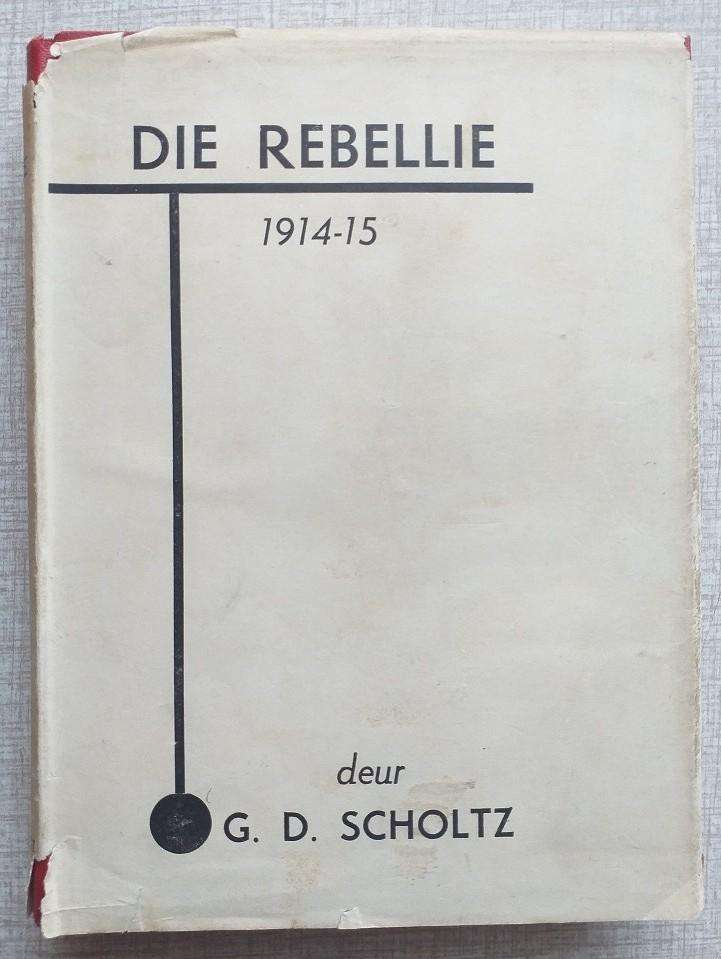 DIE REBELLIE
1914-15
deur
G. D. SCHOLTZ